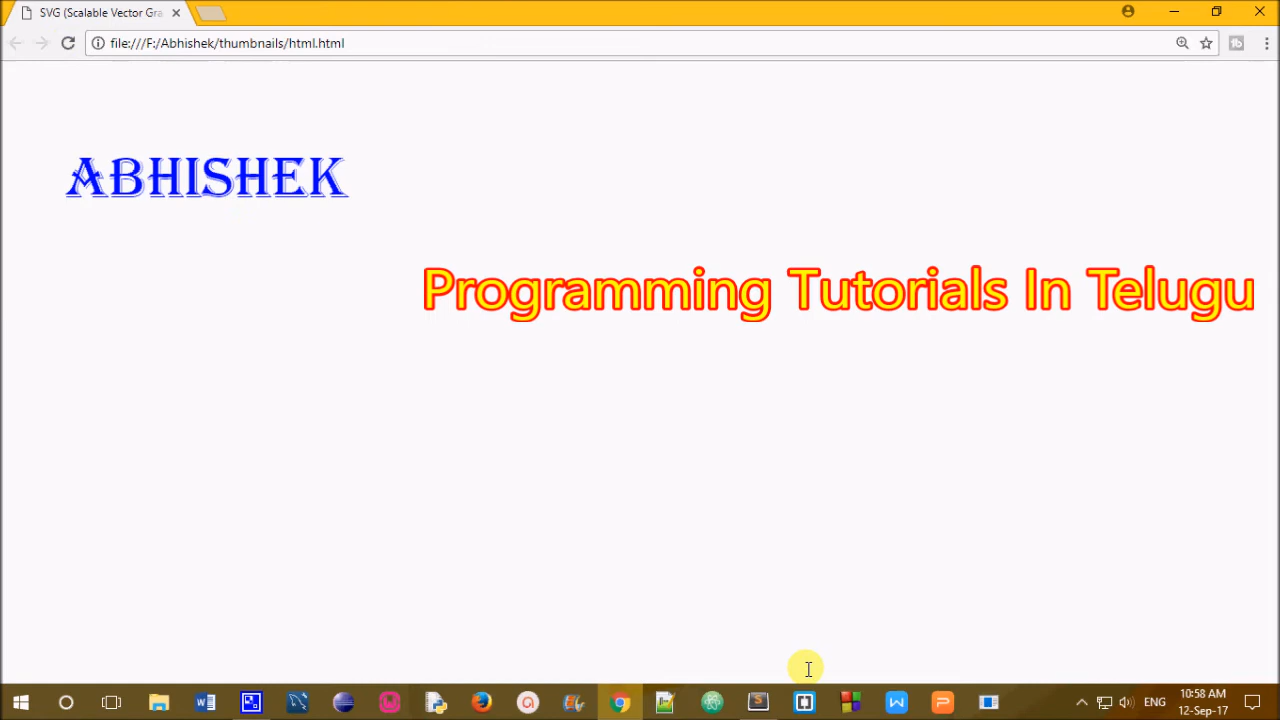 SVG (Scalable Vector Gra
file:///F:/Abhishek/thumbnails/html.html
ABHISHEK
Programming Tutorials In Telugu
ENG
10:58 AM
12-Sep-17